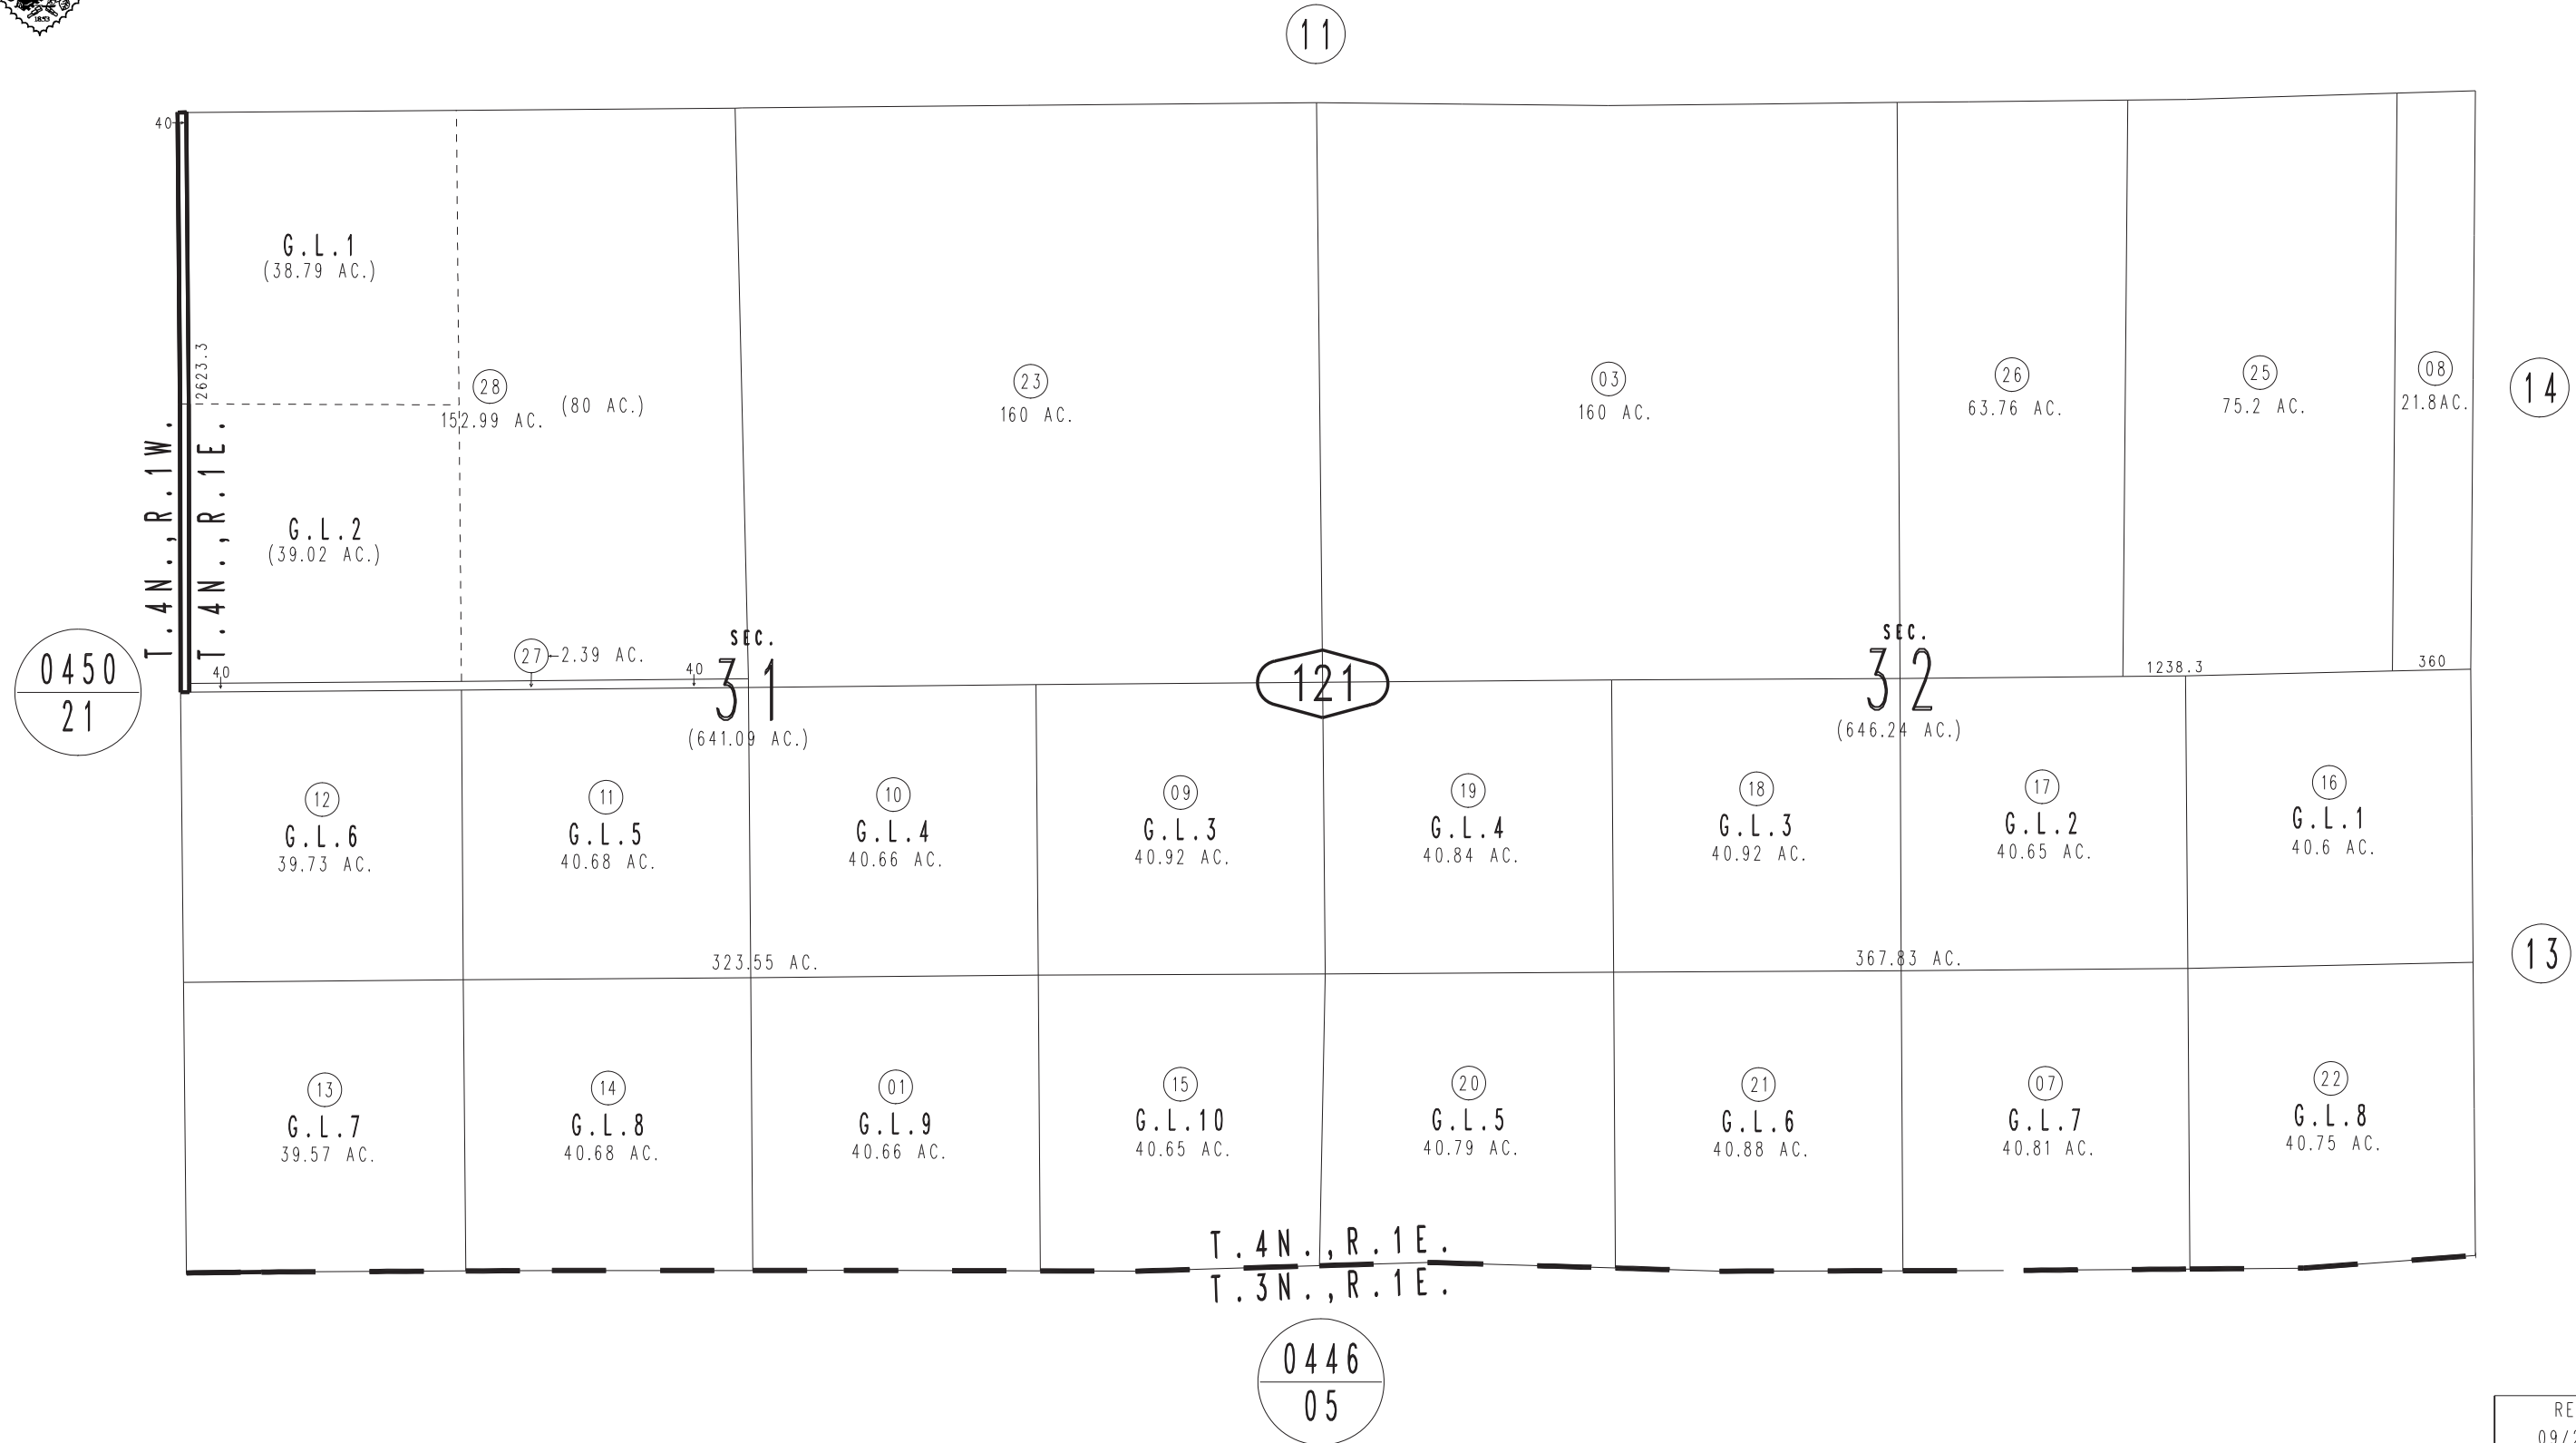 1853
11
40
G.L.1
(38.79 AC.)
2623.3
28
152.99 AC.
(80 AC.)
23
160 AC.
03
160 AC.
26
63.76 AC.
25
75.2 AC.
08
21.8AC.
14
T.4N.,R.1W.
T.4N.,R.1E.
G.L.2
(39.02 AC.)
27
2.39 AC.
40
40
0450
21
SEC.
31
(641.09 AC.)
121
SEC.
32
(646.24 AC.)
1238.3
360
12
G.L.6
39.73 AC.
11
G.L.5
40.68 AC.
10
G.L.4
40.66 AC.
09
G.L.3
40.92 AC.
19
G.L.4
40.84 AC.
18
G.L.3
40.92 AC.
17
G.L.2
40.65 AC.
16
G.L.1
40.6 AC.
323.55 AC.
367.83 AC.
13
13
G.L.7
39.57 AC.
14
G.L.8
40.68 AC.
01
G.L.9
40.66 AC.
15
G.L.10
40.65 AC.
20
G.L.5
40.79 AC.
21
G.L.6
40.88 AC.
07
G.L.7
40.81 AC.
22
G.L.8
40.75 AC.
T.4N.,R.1E.
T.3N.,R.1E.
0446
05
RE
09/